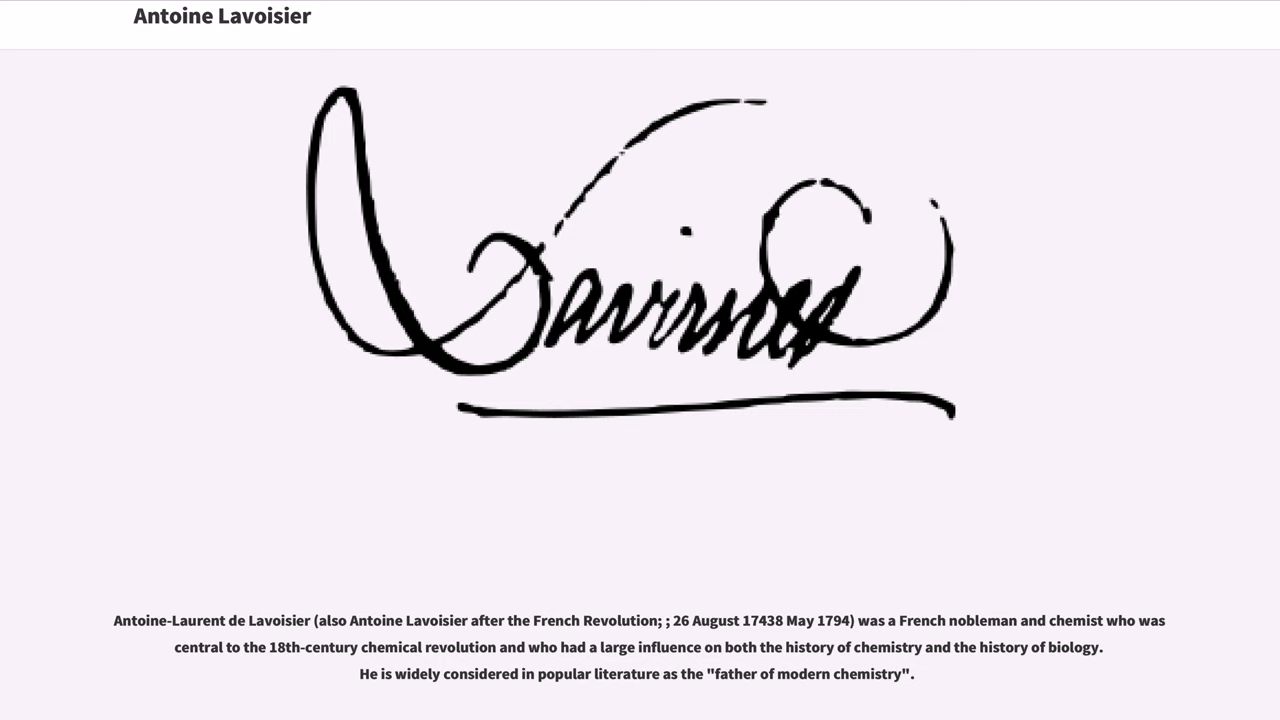 Antoine Lavoisier
Lavoisier
Antoine-Laurent de Lavoisier (also Antoine Lavoisier after the French Revolution; ; 26 August 17438 May 1794) was a French nobleman and chemist who was
central to the 18th-century chemical revolution and who had a large influence on both the history of chemistry and the history of biology.
He is widely considered in popular literature as the "father of modern chemistry".